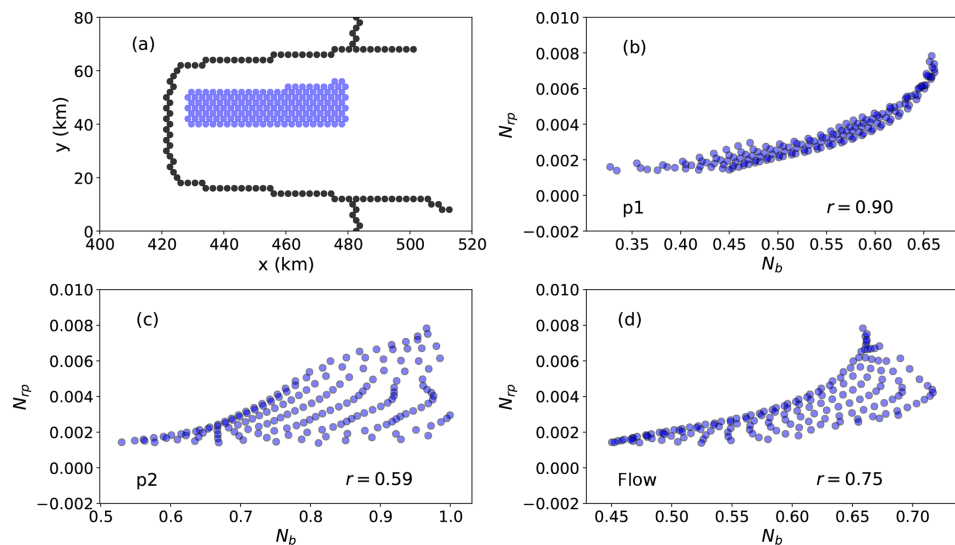 (a)
80
60
40
20
0
y (km)
400 420 440 460 480 500 520
x (km)
(b)
0.010
0.008
0.006
0.004
0.002
0.000
−0.002
N_rp
p1
r = 0.90
0.35 0.40 0.45 0.50 0.55 0.60 0.65
N_b
(c)
0.010
0.008
0.006
0.004
0.002
0.000
−0.002
N_rp
p2
r = 0.59
0.5 0.6 0.7 0.8 0.9 1.0
N_b
(d)
0.010
0.008
0.006
0.004
0.002
0.000
−0.002
N_rp
Flow
r = 0.75
0.45 0.50 0.55 0.60 0.65 0.70
N_b